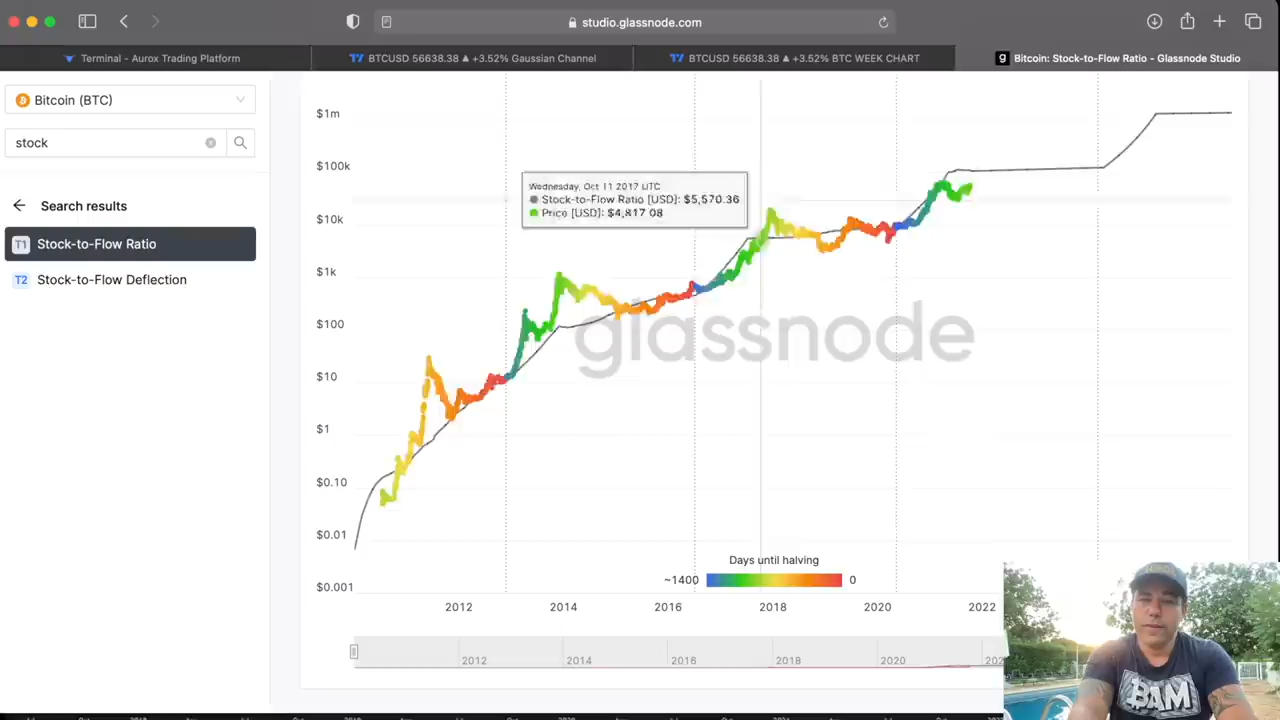 studio.glassnode.com
Terminal - Aurox Trading Platform
BTCUSD 56638.38 ▲ +3.52% Gaussian Channel
BTCUSD 56638.38 ▲ +3.52% BTC WEEK CHART
g Bitcoin: Stock-to-Flow Ratio - Glassnode Studio
Bitcoin (BTC)
stock
Search results
T1 Stock-to-Flow Ratio
T2 Stock-to-Flow Deflection
$1m
$100k
$10k
$1k
$100
$10
$1
$0.10
$0.01
$0.001
Wednesday, Oct 11 2017 UTC
Stock-to-Flow Ratio [USD]: $5,570.36
Price [USD]: $4,817.08
glassnode
Days until halving
~1400 0
2012 2014 2016 2018 2020 2022
2012 2014 2016 2018 2020
BAM